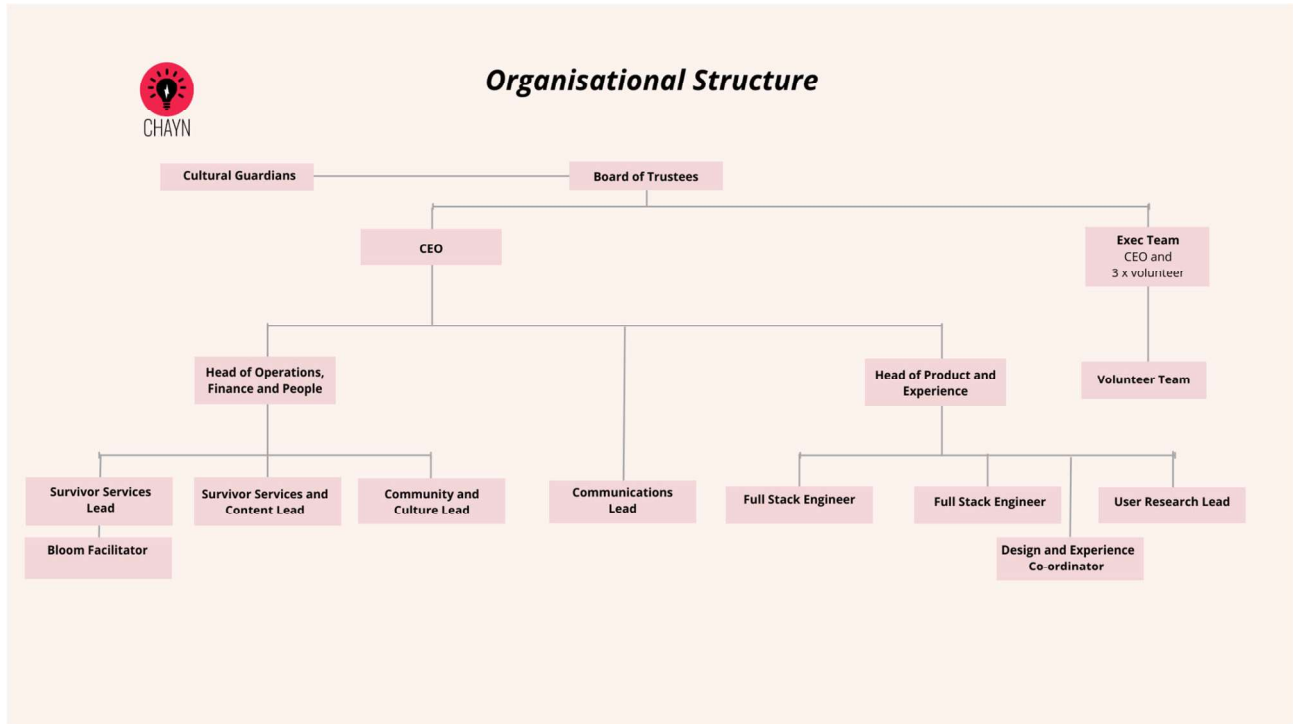 Organisational Structure
CHAYN
Cultural Guardians
Board of Trustees
CEO
Exec Team
CEO and
3 x volunteer
Head of Operations,
Finance and People
Head of Product and
Experience
Volunteer Team
Survivor Services
Lead
Survivor Services and
Content Lead
Community and
Culture Lead
Communications
Lead
Full Stack Engineer
Full Stack Engineer
User Research Lead
Bloom Facilitator
Design and Experience
Co-ordinator